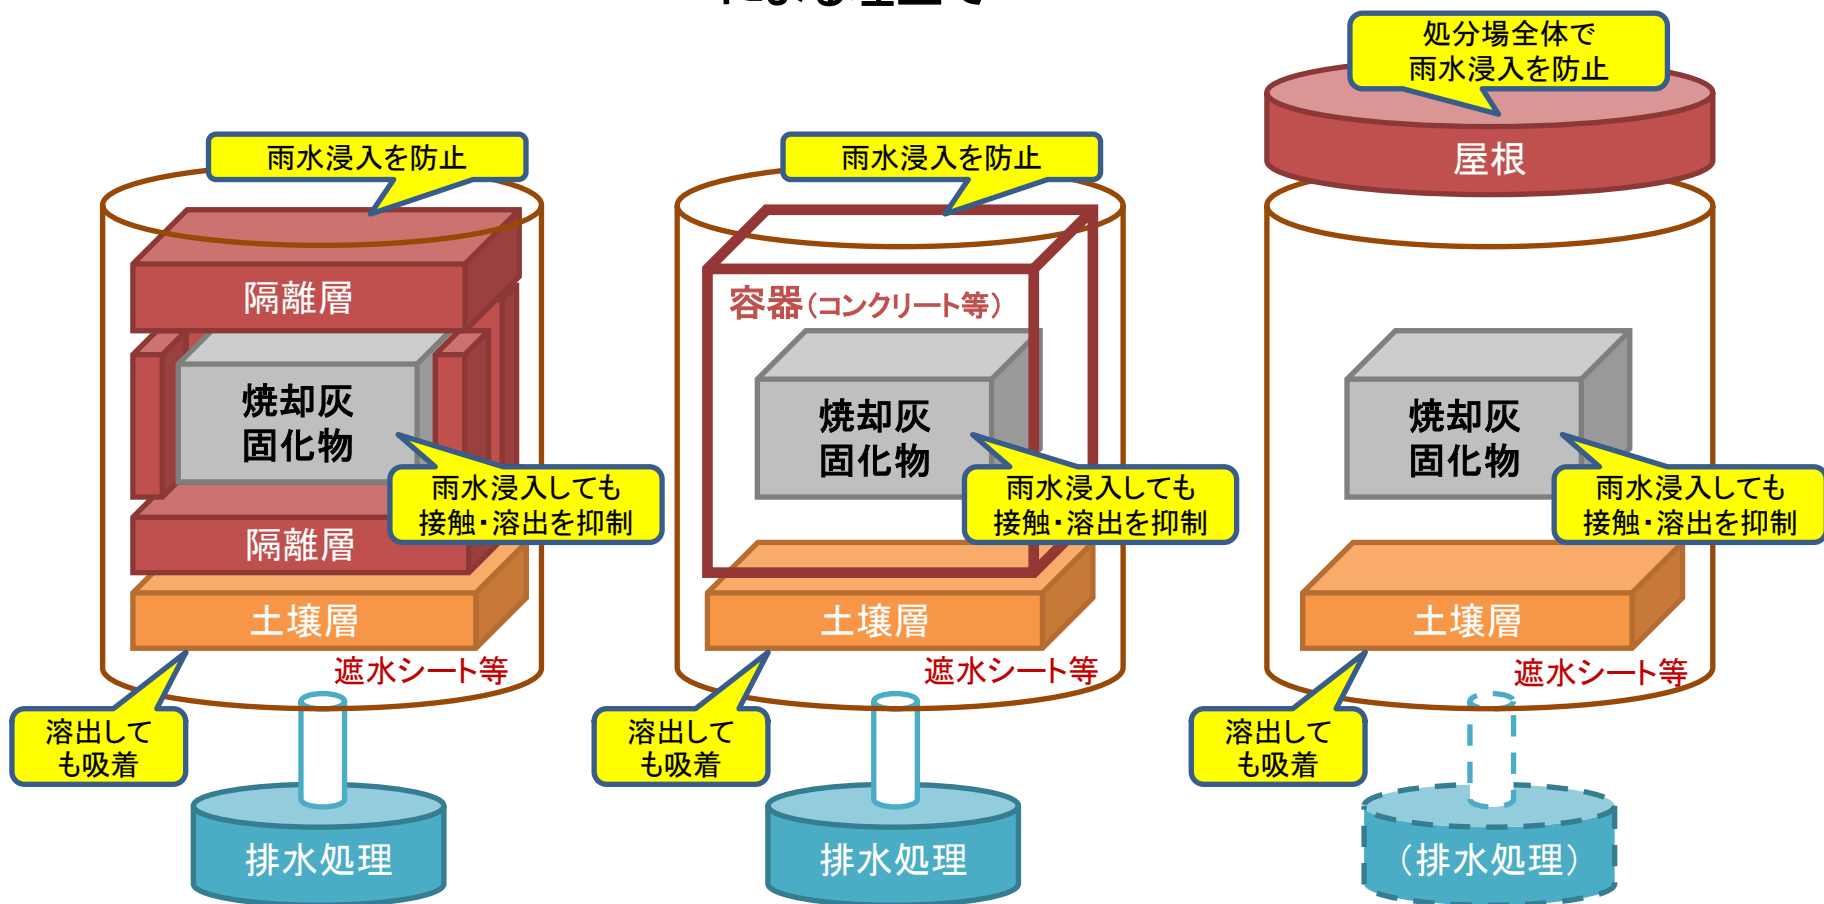 による埋立て
雨水浸入を防止
隔離層
焼却灰
固化物
雨水浸入しても
接触・溶出を抑制
隔離層
土壌層
遮水シート等
溶出して
も吸着
排水処理
雨水浸入を防止
容器（コンクリート等）
焼却灰
固化物
雨水浸入しても
接触・溶出を抑制
土壌層
遮水シート等
溶出して
も吸着
排水処理
処分場全体で
雨水浸入を防止
屋根
焼却灰
固化物
雨水浸入しても
接触・溶出を抑制
土壌層
遮水シート等
溶出して
も吸着
（排水処理）